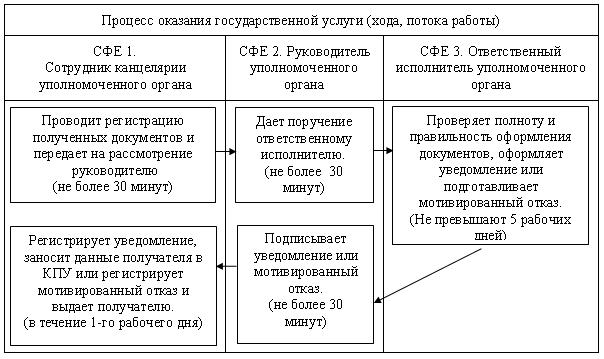 Процесс оказания государственной услуги (хода, потока работы)
СФЕ 1.
Сотрудник канцелярии
уполномоченного органа
СФЕ 2. Руководитель
уполномоченного
органа
СФЕ 3. Ответственный
исполнитель уполномоченного
органа
Проводит регистрацию
полученных документов и
передает на рассмотрение
руководителю
(не более 30 минут)
Дает поручение
ответственному
исполнителю.
(не более 30
минут)
Проверяет полноту и
правильность оформления
документов, оформляет
уведомление или
подготавливает
мотивированный отказ.
(Не превышают 5 рабочих
дней)
Регистрирует уведомление,
заносит данные получателя в
КПУ или регистрирует
мотивированный отказ и
выдает получателю.
(в течение 1-го рабочего дня)
Подписывает
уведомление или
мотивированный
отказ.
(не более 30
минут)